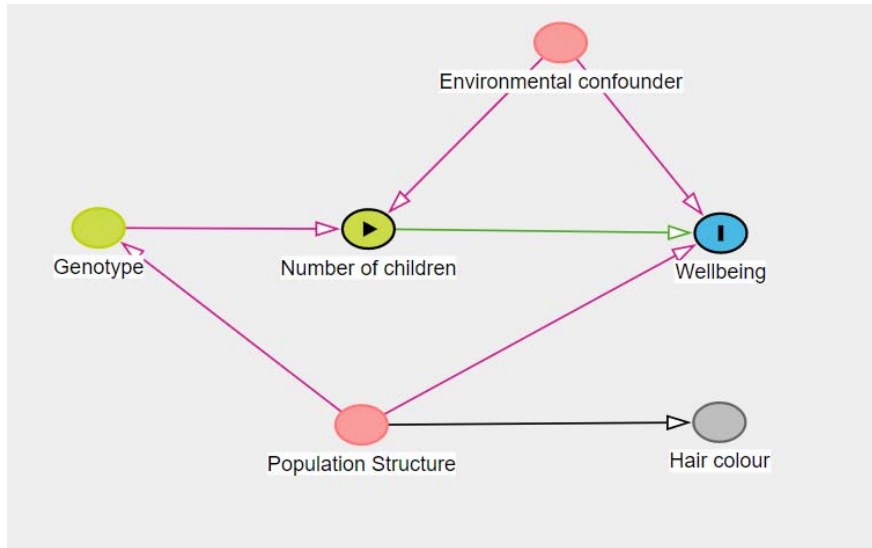 Environmental confounder
Genotype
Number of children
Wellbeing
Population Structure
Hair colour